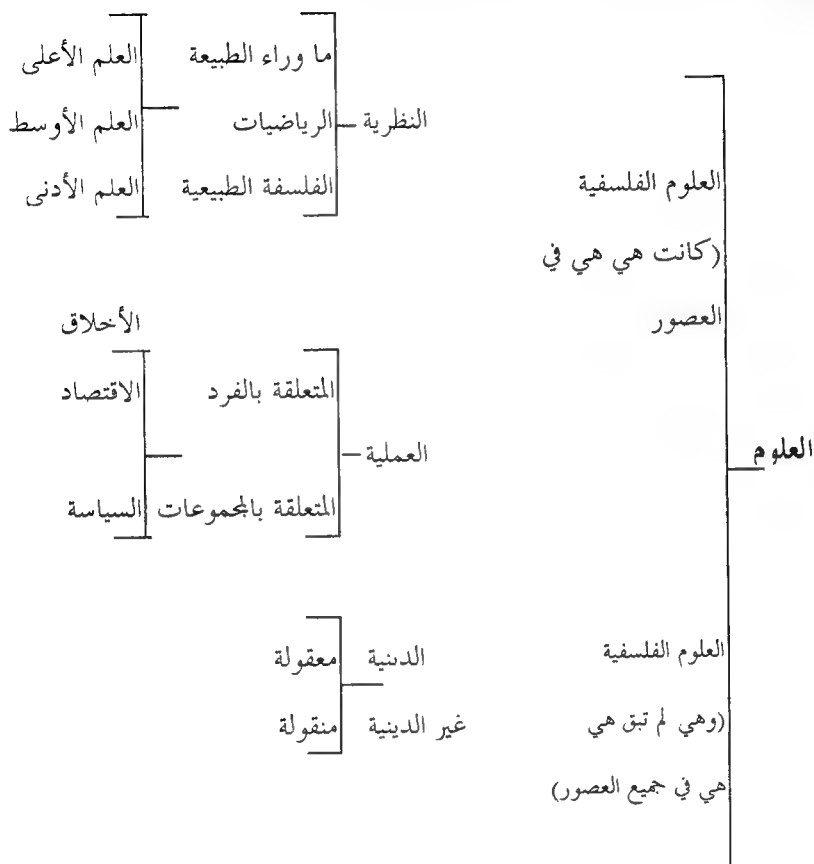 ما وراء الطبيعة العلم الأعلى
النظرية الرياضيات العلم الأوسط
العلوم الفلسفية الفلسفة الطبيعية العلم الأدنى
(كانت هي هي في
العصور الأخلاق
المتعلقة بالفرد الاقتصاد
العلوم العملية
المتعلقة بالمجموعات السياسة
العلوم الفلسفية الدينية معقولة
(وهي لم تبق هي غير الدينية منقولة
هي في جميع العصور)